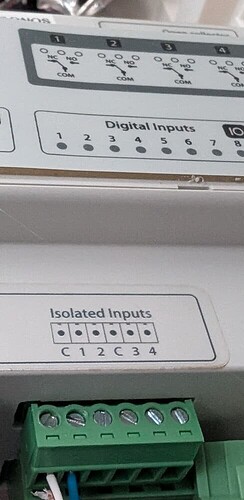 1 2 3 4
NC NO NC NO NC NO NC
COM COM COM COM
Digital Inputs IO
1 2 3 4 5 6 7 8
Isolated Inputs
C 1 2 C 3 4